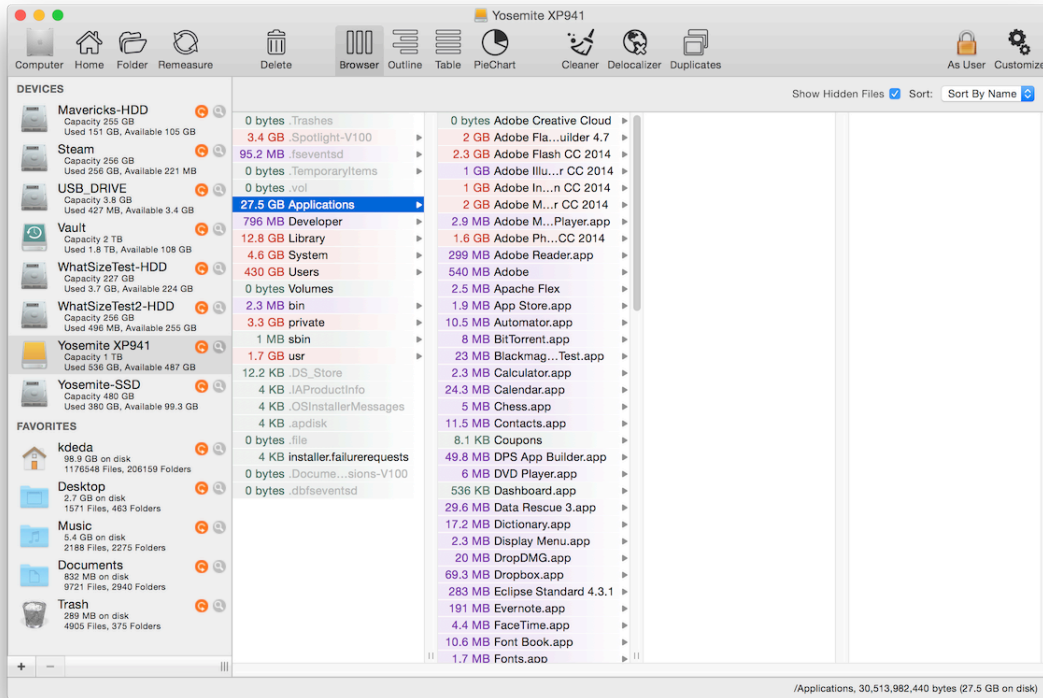 Yosemite XP941
Computer Home Folder Remeasure Delete Browser Outline Table PieChart Cleaner Delocalizer Duplicates As User Customize
Show Hidden Files Sort: Sort By Name
DEVICES
Mavericks-HDD
Capacity 255 GB
Used 151 GB, Available 105 GB
Steam
Capacity 256 GB
Used 256 GB, Available 221 MB
USB_DRIVE
Capacity 3.8 GB
Used 427 MB, Available 3.4 GB
Vault
Capacity 2 TB
Used 1.8 TB, Available 108 GB
WhatSizeTest-HDD
Capacity 227 GB
Used 3.7 GB, Available 224 GB
WhatSizeTest2-HDD
Capacity 256 GB
Used 496 MB, Available 255 GB
Yosemite XP941
Capacity 1 TB
Used 536 GB, Available 487 GB
Yosemite-SSD
Capacity 480 GB
Used 380 GB, Available 99.3 GB
FAVORITES
kdeda
98.9 GB on disk
1176548 Files, 206159 Folders
Desktop
2.7 GB on disk
1571 Files, 463 Folders
Music
5.4 GB on disk
2188 Files, 2275 Folders
Documents
832 MB on disk
9721 Files, 2940 Folders
Trash
289 MB on disk
4905 Files, 375 Folders
0 bytes .Trashes
3.4 GB .Spotlight-V100
95.2 MB .fseventsd
0 bytes .TemporaryItems
0 bytes .vol
27.5 GB Applications
796 MB Developer
12.8 GB Library
4.6 GB System
430 GB Users
0 bytes Volumes
2.3 MB bin
3.3 GB private
1 MB sbin
1.7 GB usr
12.2 KB .DS_Store
4 KB .IAProductInfo
4 KB .OSInstallerMessages
4 KB .apdisk
0 bytes .file
4 KB installer.failurerequests
0 bytes .Docume...sions-V100
0 bytes .dbfseventsd
0 bytes Adobe Creative Cloud
2 GB Adobe Fla...uilder 4.7
2.3 GB Adobe Flash CC 2014
1 GB Adobe Illu...r CC 2014
1 GB Adobe In...n CC 2014
2 GB Adobe M...r CC 2014
2.9 MB Adobe M...Player.app
1.6 GB Adobe Ph...CC 2014
299 MB Adobe Reader.app
540 MB Adobe
2.5 MB Apache Flex
1.9 MB App Store.app
10.5 MB Automator.app
8 MB BitTorrent.app
23 MB Blackmag...Test.app
2.3 MB Calculator.app
24.3 MB Calendar.app
5 MB Chess.app
11.5 MB Contacts.app
8.1 KB Coupons
49.8 MB DPS App Builder.app
6 MB DVD Player.app
536 KB Dashboard.app
29.6 MB Data Rescue 3.app
17.2 MB Dictionary.app
2.3 MB Display Menu.app
20 MB DropDMG.app
69.3 MB Dropbox.app
283 MB Eclipse Standard 4.3.1
191 MB Evernote.app
4.4 MB FaceTime.app
10.6 MB Font Book.app
1.7 MB Fonts.app
/Applications, 30,513,982,440 bytes (27.5 GB on disk)